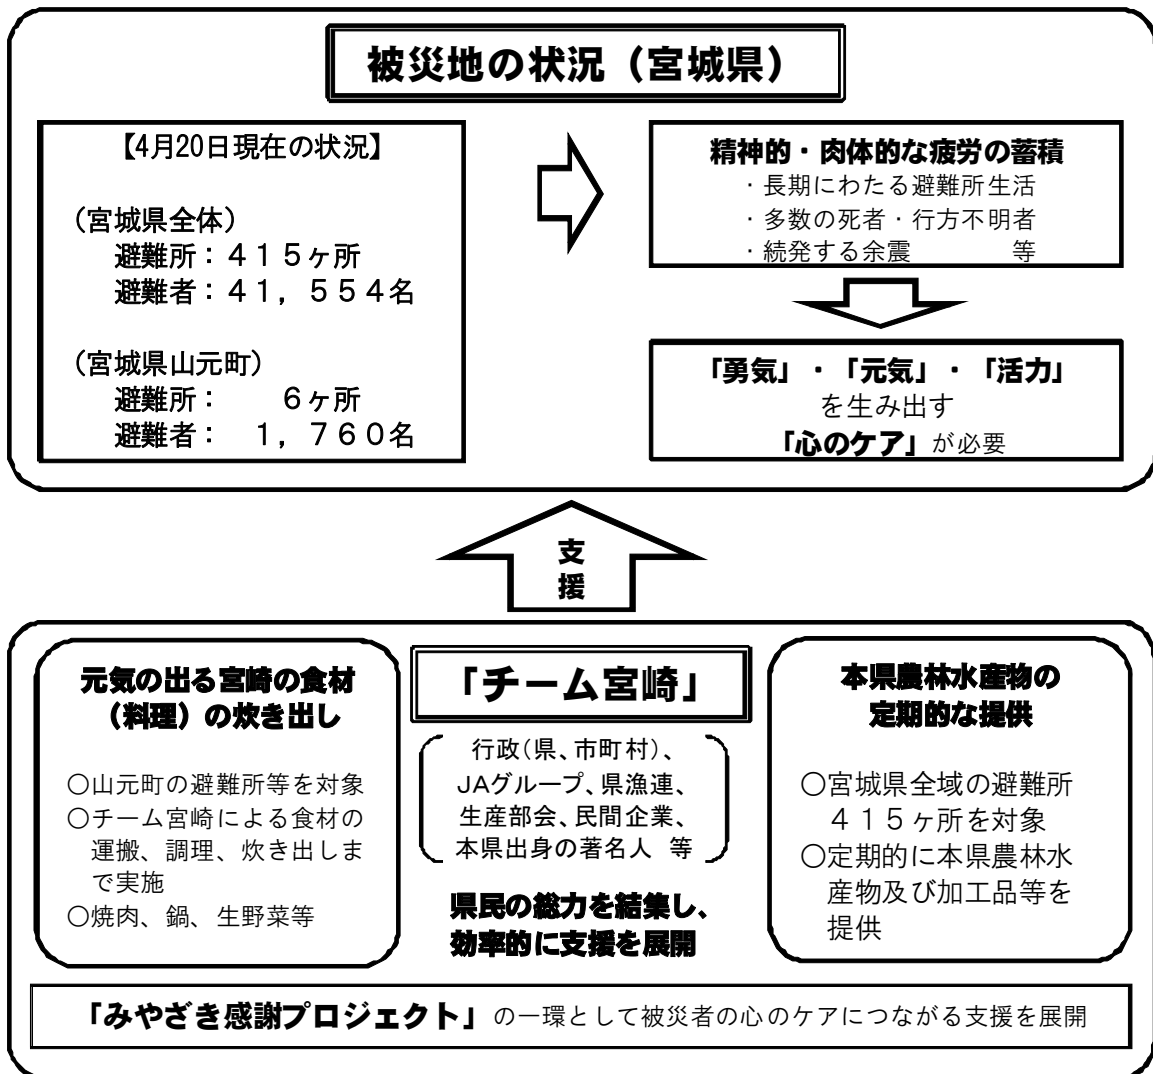 被災地の状況（宮城県）
【4月20日現在の状況】
（宮城県全体）
避難所：４１５ヶ所
避難者：４１，５５４名
（宮城県山元町）
避難所：　　６ヶ所
避難者：　１，７６０名
精神的・肉体的な疲労の蓄積
・長期にわたる避難所生活
・多数の死者・行方不明者
・続発する余震　　　　等
「勇気」・「元気」・「活力」
を生み出す
「心のケア」が必要
支
援
元気の出る宮崎の食材
（料理）の炊き出し
○山元町の避難所等を対象
○チーム宮崎による食材の
運搬、調理、炊き出しま
で実施
○焼肉、鍋、生野菜等
「チーム宮崎」
行政（県、市町村）、
JAグループ、県漁連、
生産部会、民間企業、
本県出身の著名人　等
県民の総力を結集し、
効率的に支援を展開
本県農林水産物の
定期的な提供
○宮城県全域の避難所
４１５ヶ所を対象
○定期的に本県農林水
産物及び加工品等を
提供
「みやざき感謝プロジェクト」の一環として被災者の心のケアにつながる支援を展開